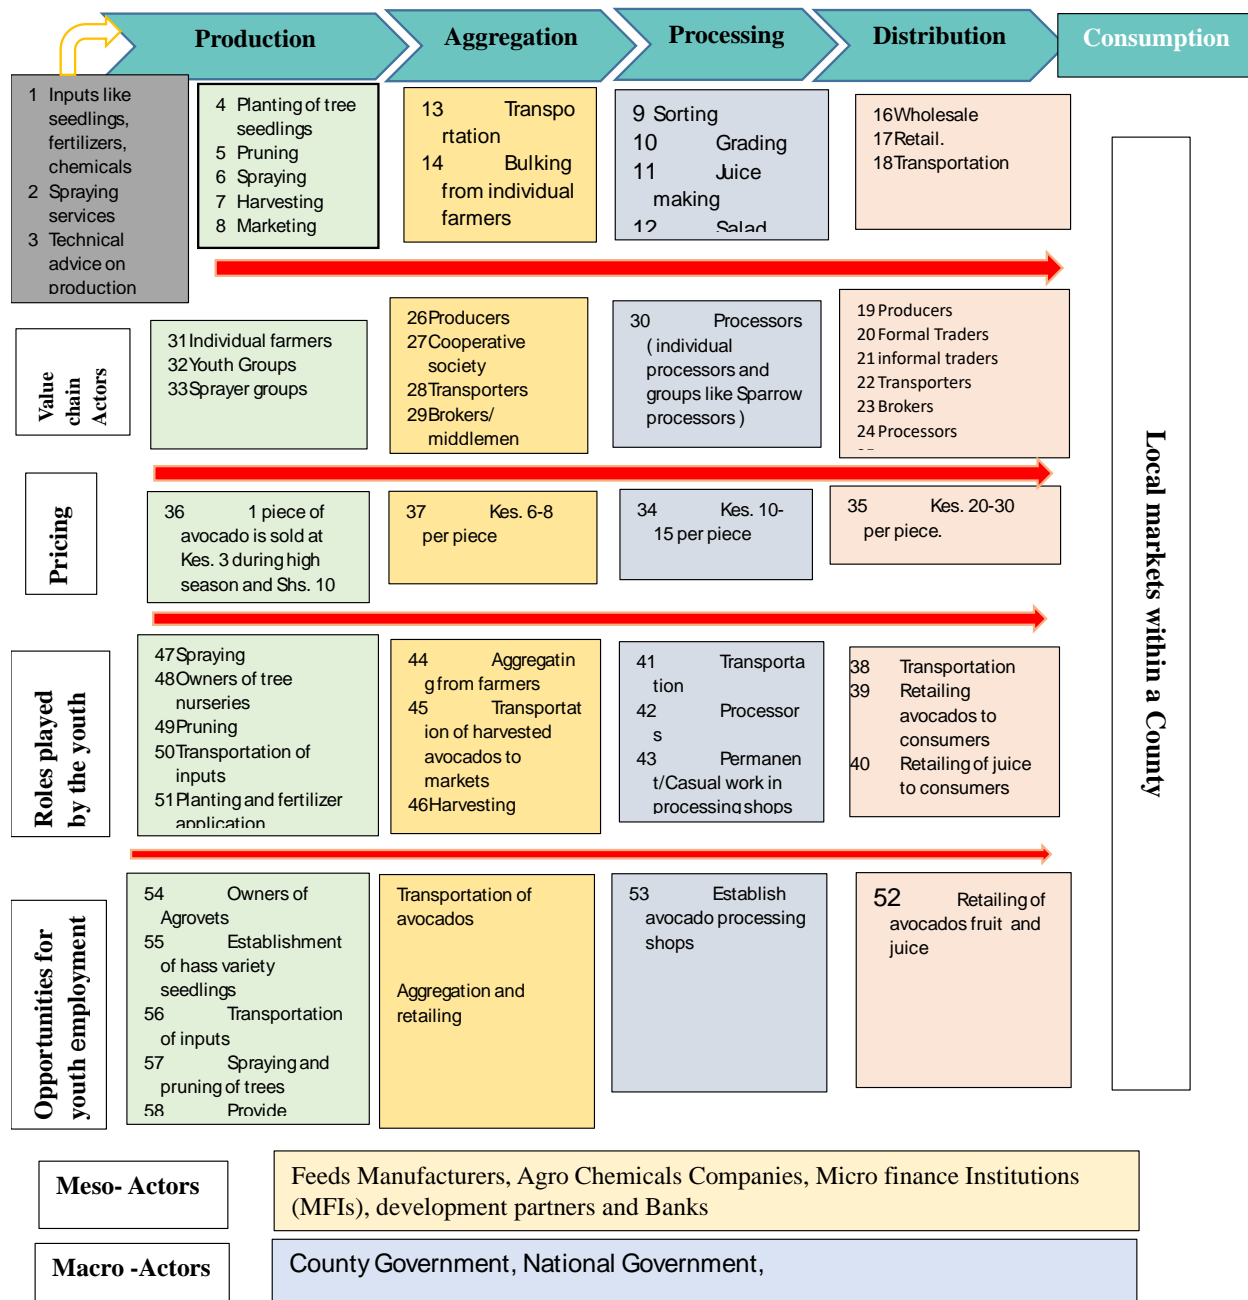 Production
Aggregation
Processing
Distribution
Consumption
1 Inputs like
seedlings,
fertilizers,
chemicals
2 Spraying
services
3 Technical
advice on
production
4 Planting of tree
seedlings
5 Pruning
6 Spraying
7 Harvesting
8 Marketing
13 Transpo
rtation
14 Bulking
from individual
farmers
9 Sorting
10 Grading
11 Juice
making
12 Salad
16 Wholesale
17 Retail.
18 Transportation
Value
chain
Actors
31 Individual farmers
32 Youth Groups
33 Sprayer groups
26 Producers
27 Cooperative
society
28 Transporters
29 Brokers/
middlemen
30 Processors
( individual
processors and
groups like Sparrow
processors )
19 Producers
20 Formal Traders
21 informal traders
22 Transporters
23 Brokers
24 Processors
Pricing
36 1 piece of
avocado is sold at
Kes. 3 during high
season and Shs. 10
37 Kes. 6-8
per piece
34 Kes. 10-
15 per piece
35 Kes. 20-30
per piece.
Roles played
by the youth
47 Spraying
48 Owners of tree
nurseries
49 Pruning
50 Transportation of
inputs
51 Planting and fertilizer
application
44 Aggregatin
g from farmers
45 Transportat
ion of harvested
avocados to
markets
46 Harvesting
41 Transporta
tion
42 Processor
s
43 Permanen
t/Casual work in
processing shops
38 Transportation
39 Retailing
avocados to
consumers
40 Retailing of juice
to consumers
Opportunities for
youth employment
54 Owners of
Agrovets
55 Establishment
of hass variety
seedlings
56 Transportation
of inputs
57 Spraying and
pruning of trees
58 Provide
Transportation of
avocados
Aggregation and
retailing
53 Establish
avocado processing
shops
52 Retailing of
avocados fruit and
juice
Local markets within a County
Meso- Actors
Feeds Manufacturers, Agro Chemicals Companies, Micro finance Institutions
(MFIs), development partners and Banks
Macro -Actors
County Government, National Government,